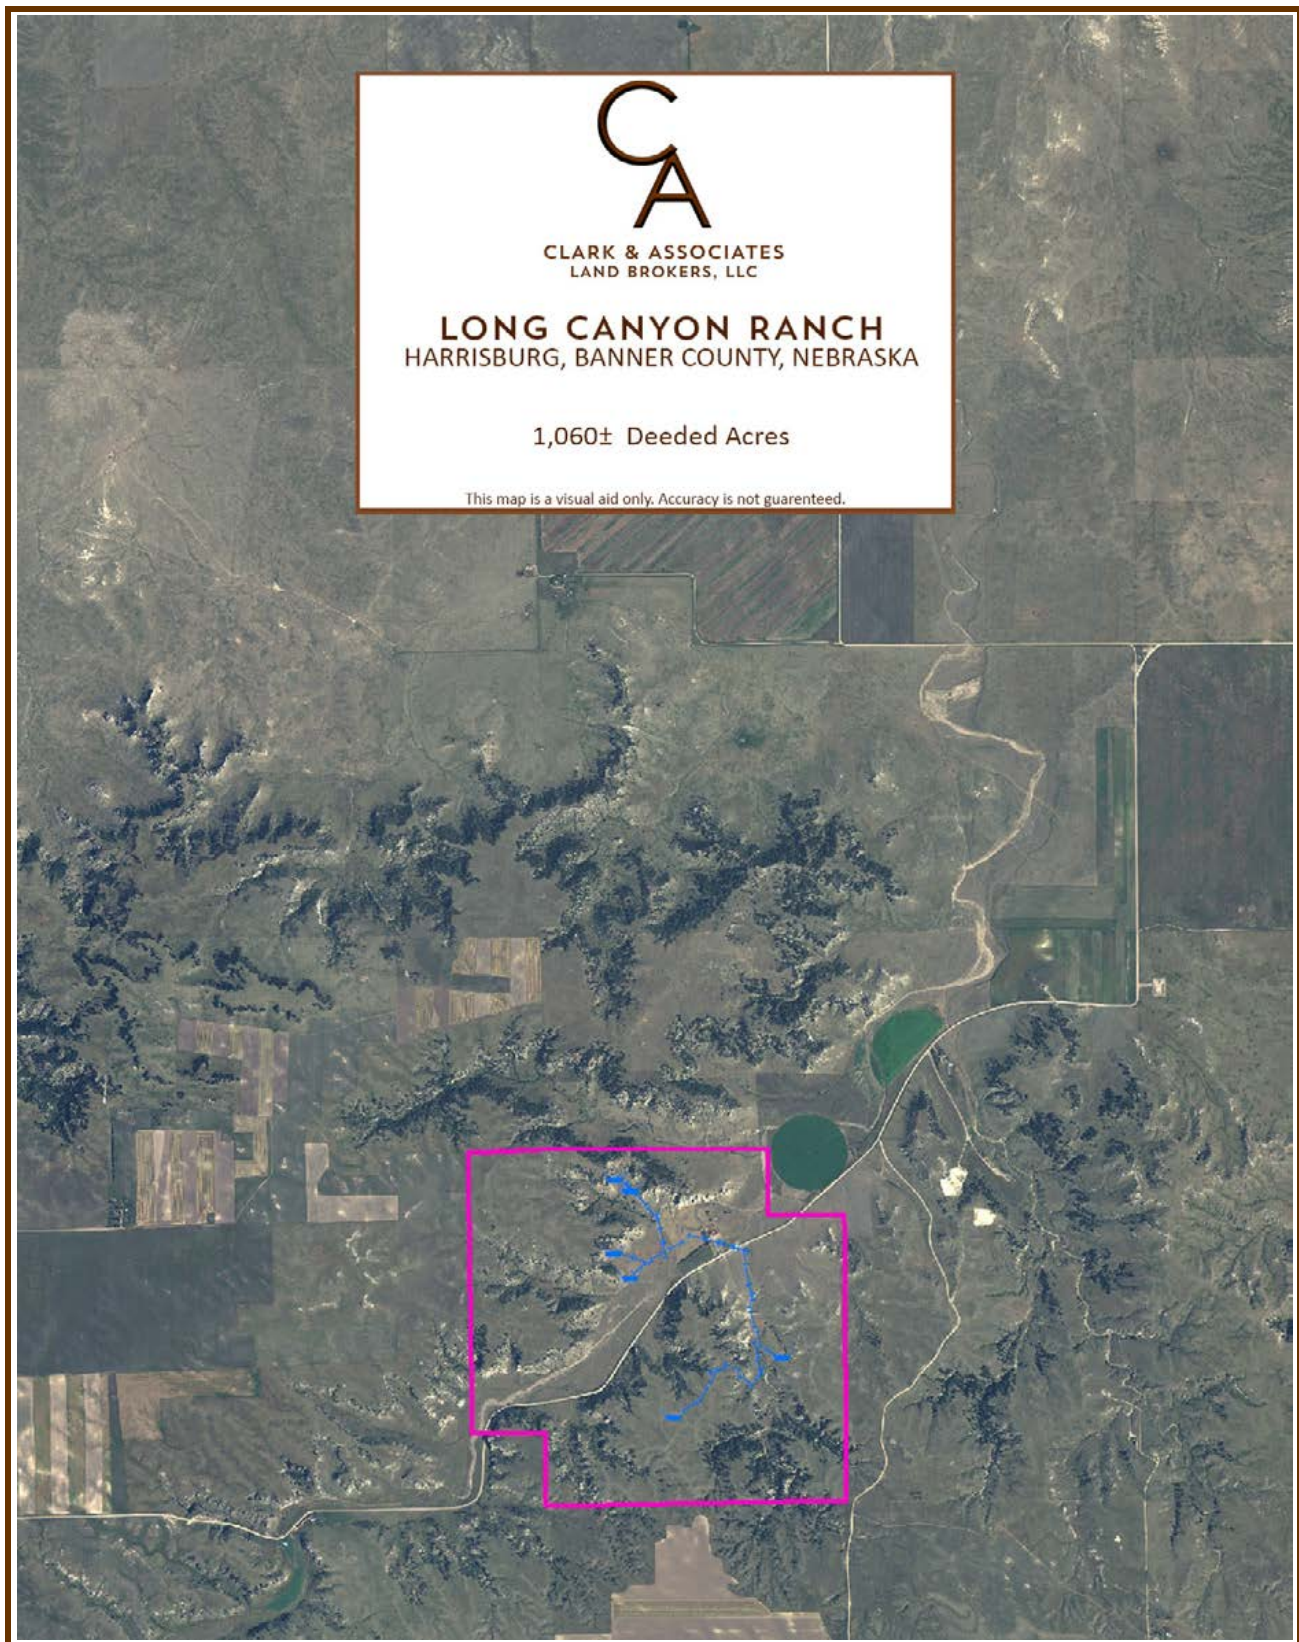 CA
CLARK & ASSOCIATES
LAND BROKERS, LLC
LONG CANYON RANCH
HARRISBURG, BANNER COUNTY, NEBRASKA
1,060± Deeded Acres
This map is a visual aid only. Accuracy is not guarenteed.